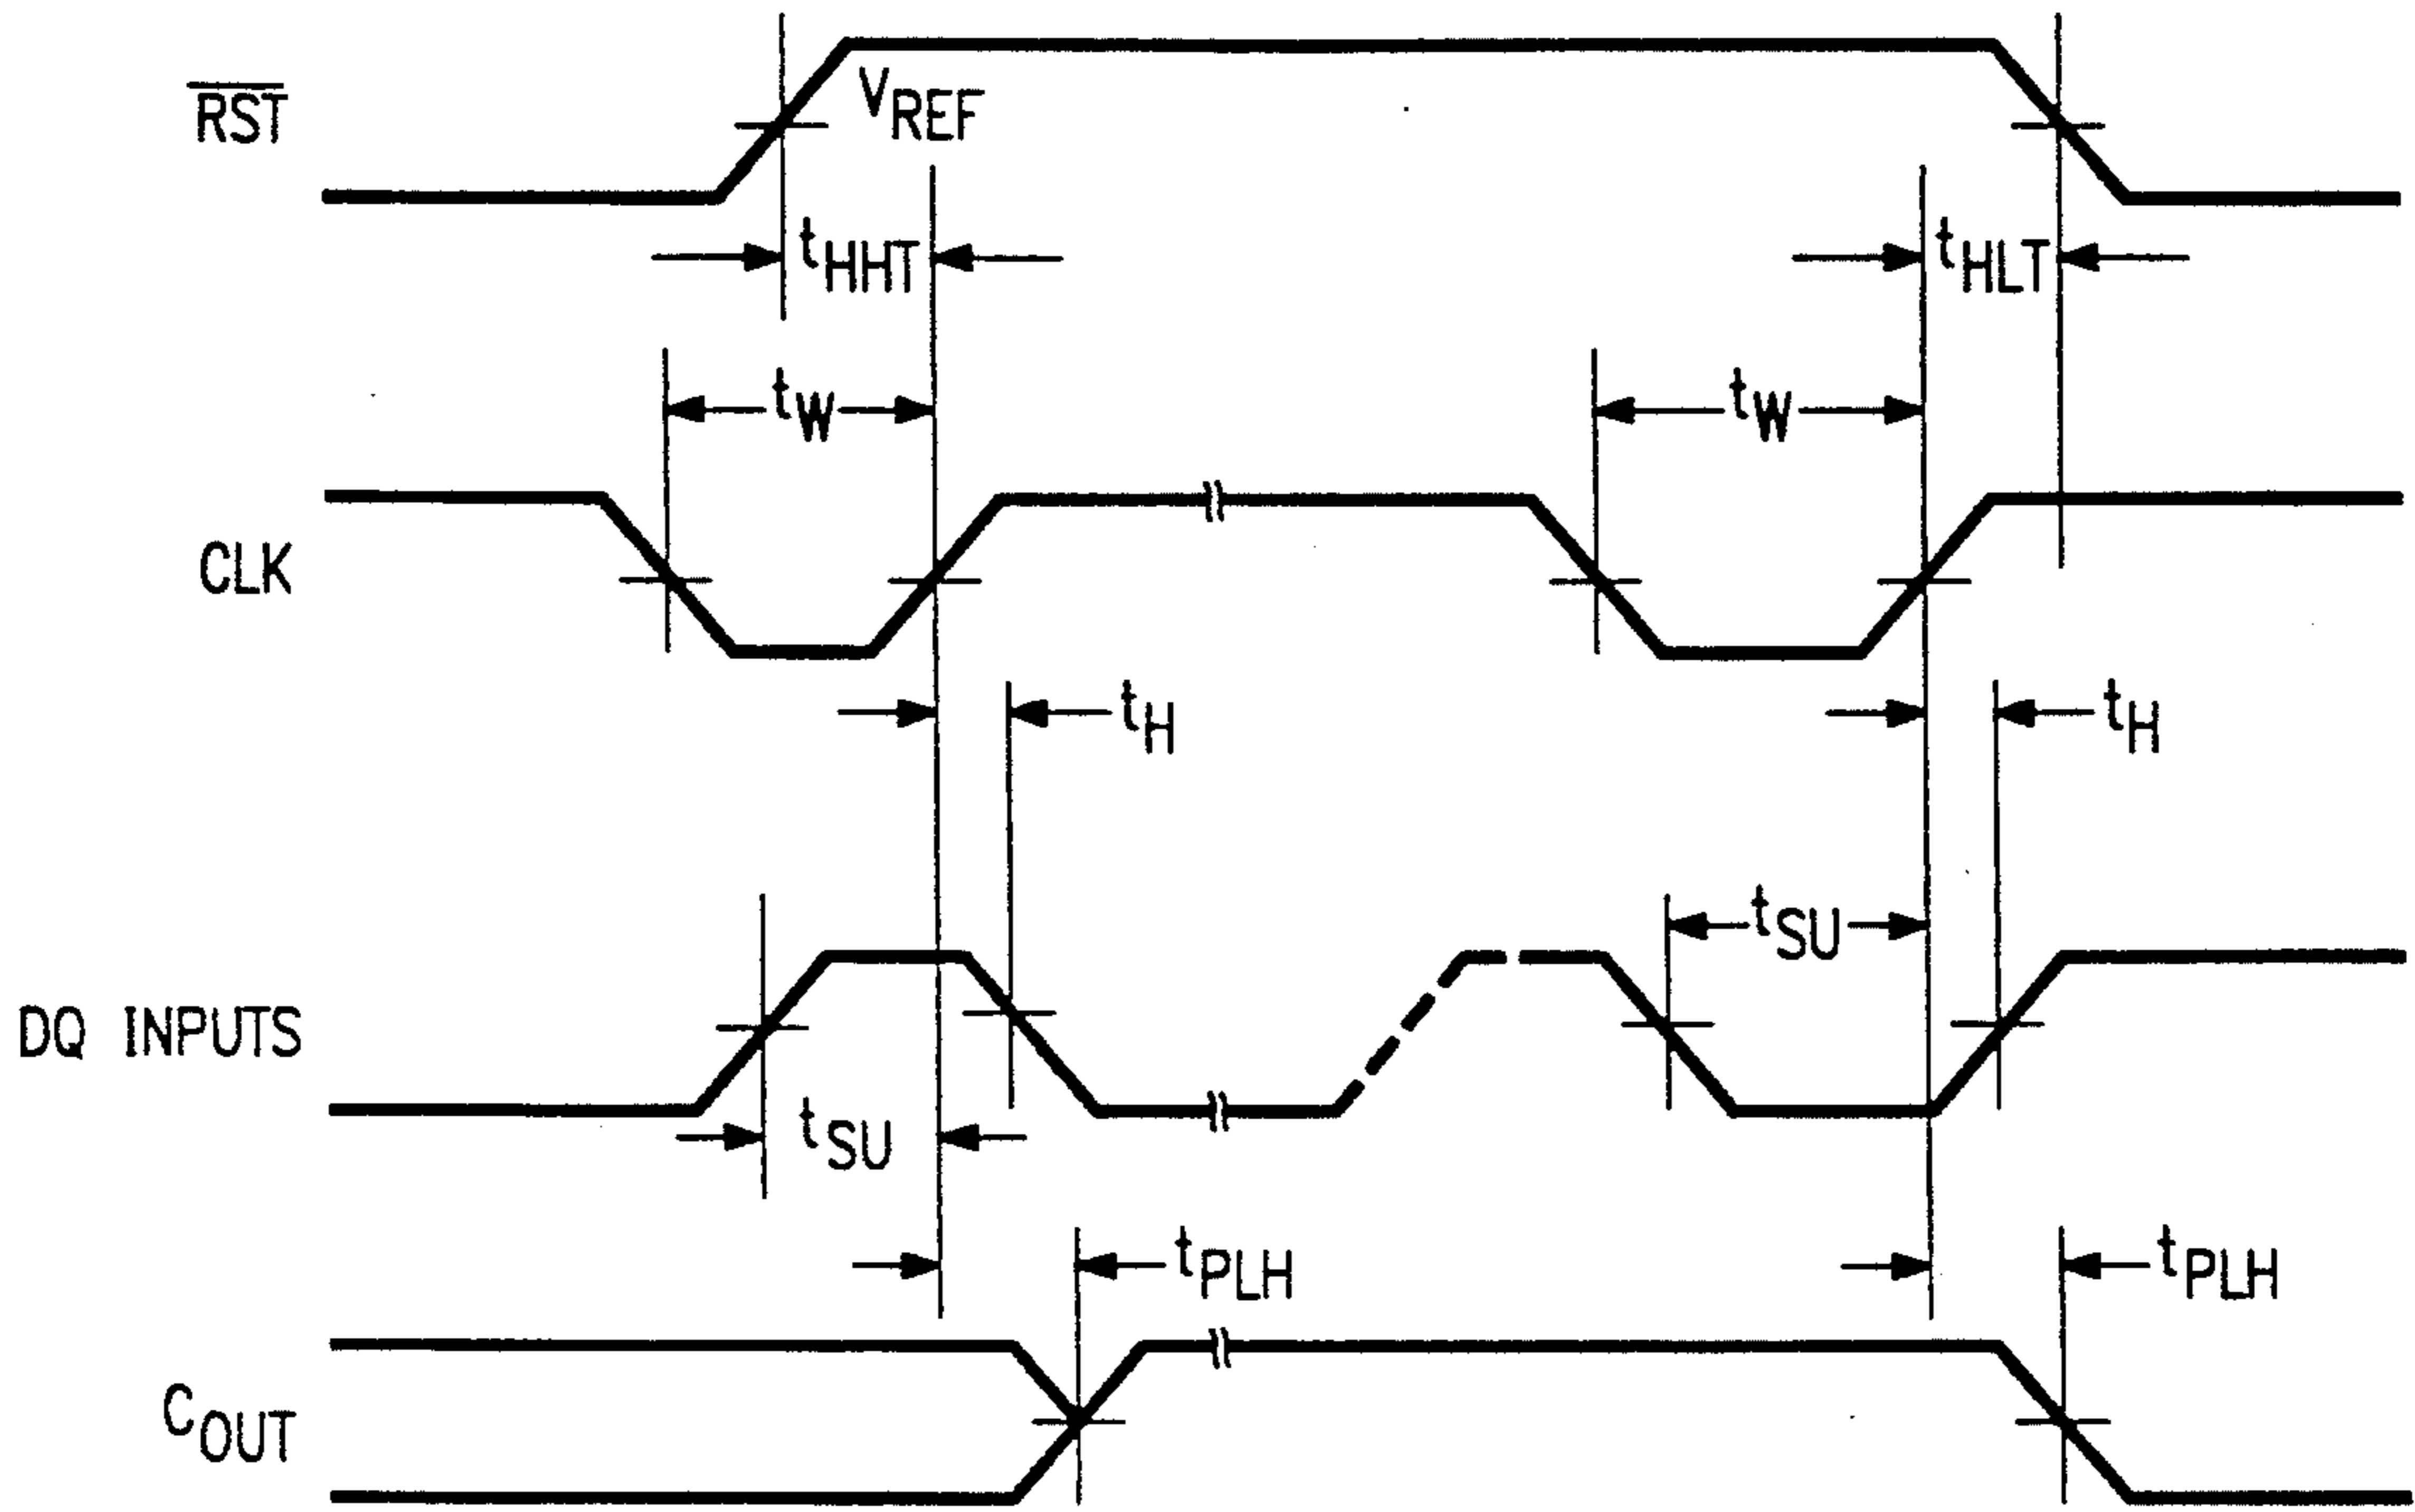 RST
VREF
tHHT
tHLT
tW
tW
CLK
tH
tH
tSU
DQ INPUTS
tSU
tPLH
tPLH
COUT